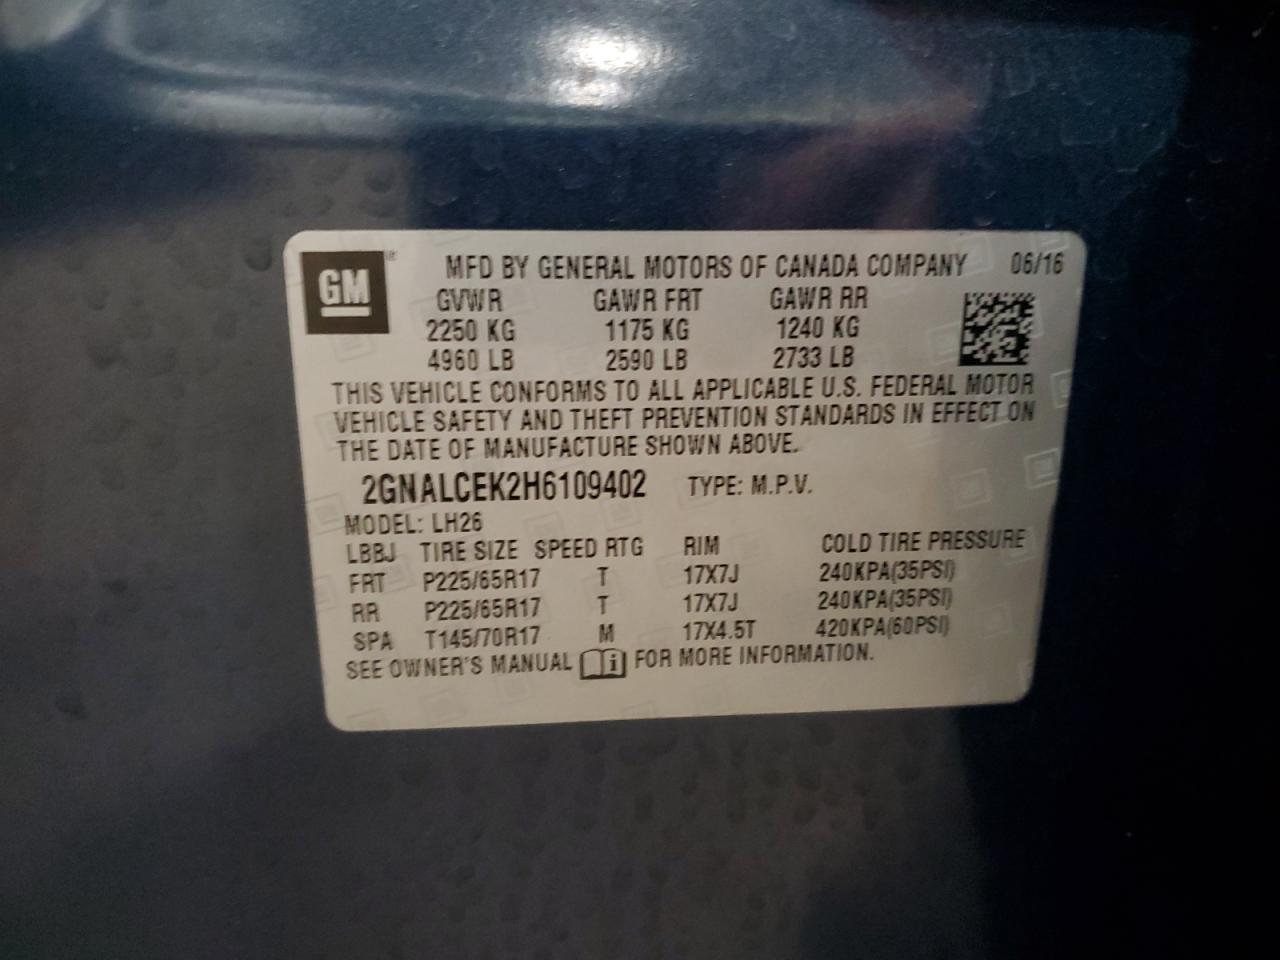 GM
MFD BY GENERAL MOTORS OF CANADA COMPANY 06/16
GVWR GAWR FRT GAWR RR
2250 KG 1175 KG 1240 KG
4960 LB 2590 LB 2733 LB
THIS VEHICLE CONFORMS TO ALL APPLICABLE U.S. FEDERAL MOTOR
VEHICLE SAFETY AND THEFT PREVENTION STANDARDS IN EFFECT ON
THE DATE OF MANUFACTURE SHOWN ABOVE.
2GNALCEK2H6109402 TYPE: M.P.V.
MODEL: LH26
LBBJ TIRE SIZE SPEED RTG RIM COLD TIRE PRESSURE
FRT P225/65R17 T 17X7J 240KPA(35PSI)
RR P225/65R17 T 17X7J 240KPA(35PSI)
SPA T145/70R17 M 17X4.5T 420KPA(60PSI)
SEE OWNER'S MANUAL i FOR MORE INFORMATION.